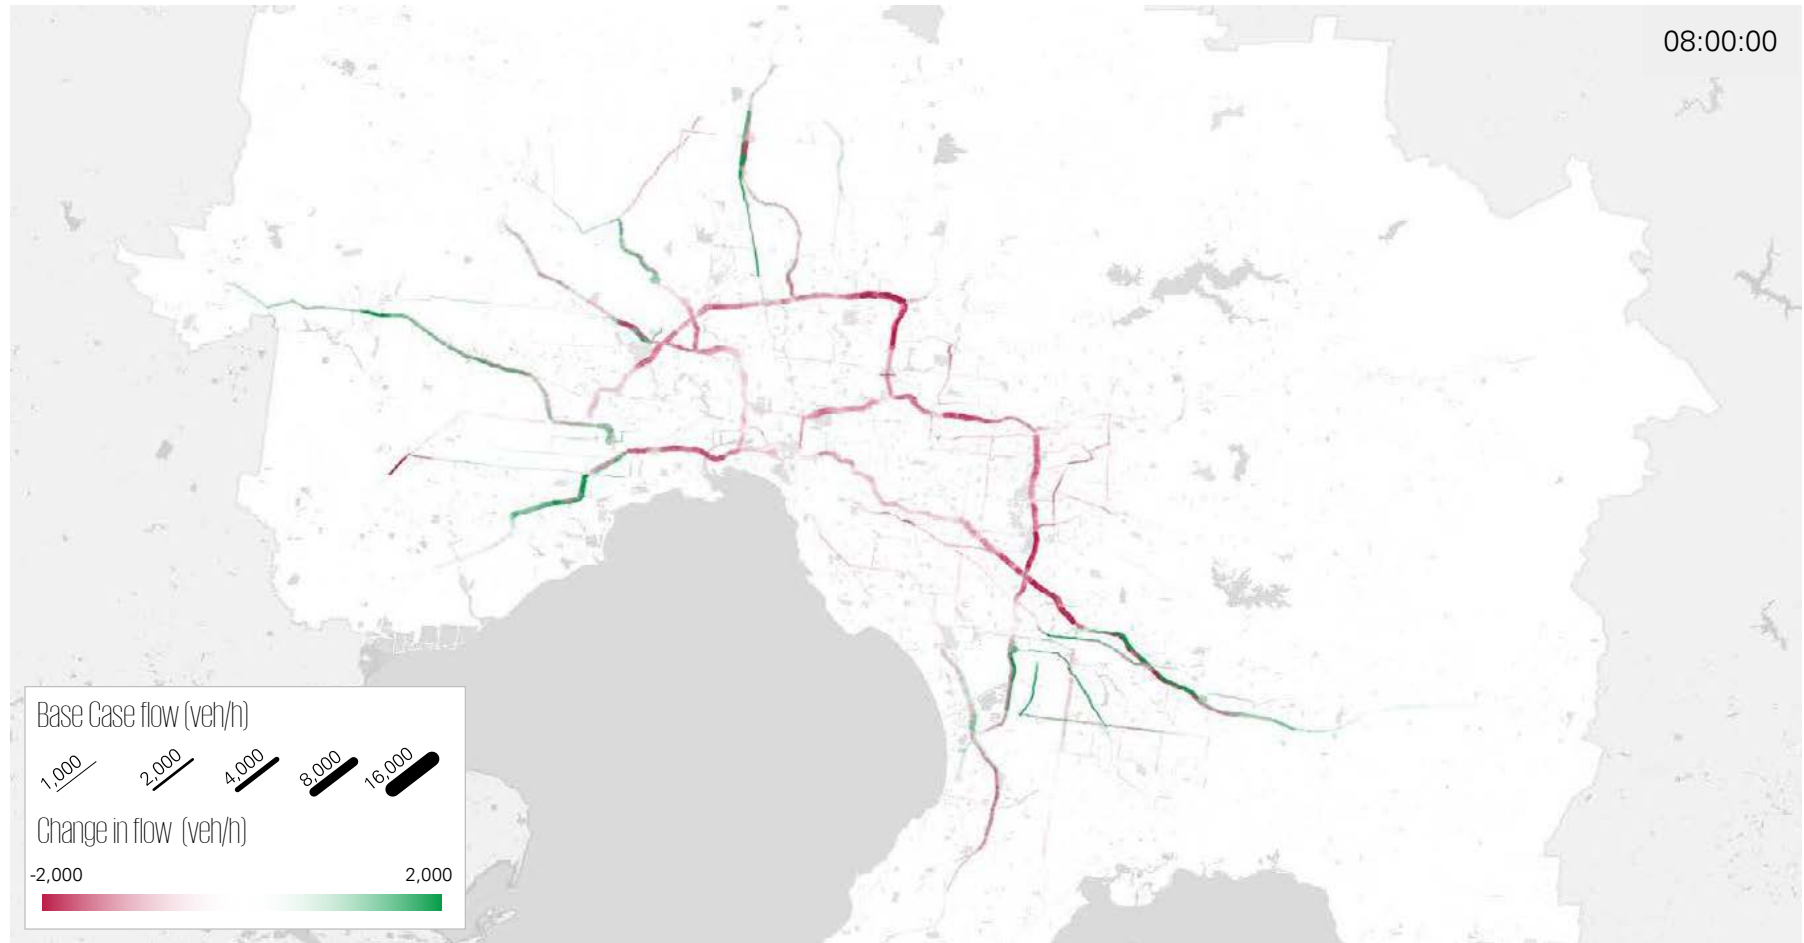 08:00:00
Base Case flow (veh/h)
1,000 2,000 4,000 8,000 16,000
Change in flow (veh/h)
-2,000 2,000